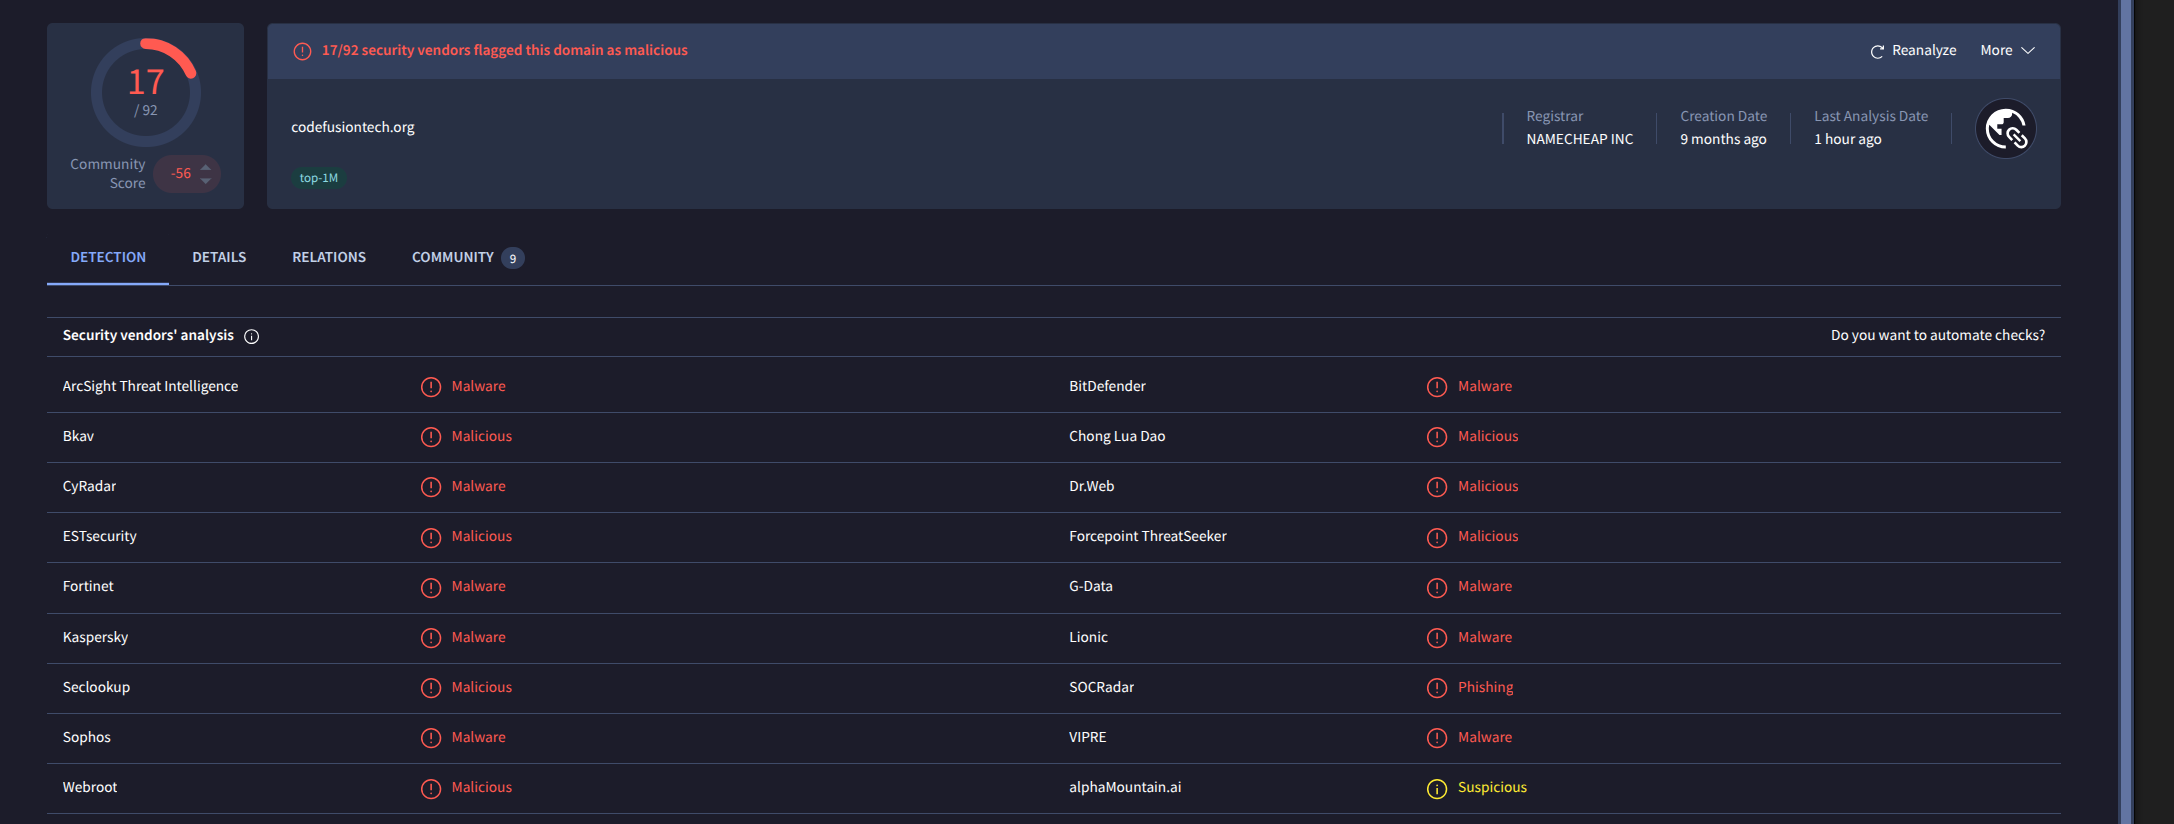 17
/ 92
Community Score
-56
17/92 security vendors flagged this domain as malicious
Reanalyze
More
codefusiontech.org
top-1M
Registrar
NAMECHEAP INC
Creation Date
9 months ago
Last Analysis Date
1 hour ago
DETECTION DETAILS RELATIONS COMMUNITY 9
Security vendors' analysis
Do you want to automate checks?
ArcSight Threat Intelligence Malware BitDefender Malware
Bkav Malicious Chong Lua Dao Malicious
CyRadar Malware Dr.Web Malicious
ESTsecurity Malicious Forcepoint ThreatSeeker Malicious
Fortinet Malware G-Data Malware
Kaspersky Malware Lionic Malware
Seclookup Malicious SOCRadar Phishing
Sophos Malware VIPRE Malware
Webroot Malicious alphaMountain.ai Suspicious